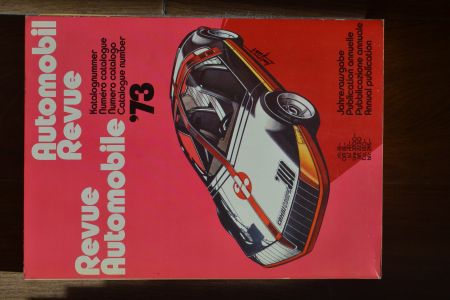 Automobil
Revue
Revue
Automobile
Katalognummer
Numéro catalogue
Numero catalogo
Catalogue number
'73
Jahresausgabe
Publication annuelle
Pubblicazione annuale
Annual publication